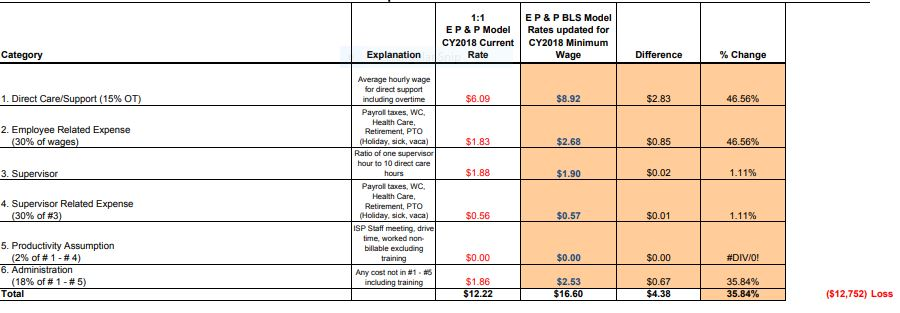 1:1
E P & P Model
CY2018 Current
Rate
E P & P BLS Model
Rates updated for
CY2018 Minimum
Wage
Category
Explanation
Difference
% Change
1. Direct Care/Support (15% OT)
Average hourly wage
for direct support
including overtime
$6.09
$8.92
$2.83
46.56%
2. Employee Related Expense
(30% of wages)
Payroll taxes, WC,
Health Care,
Retirement, PTO
(Holiday, sick, vaca)
$1.83
$2.68
$0.85
46.56%
3. Supervisor
Ratio of one supervisor
hour to 10 direct care
hours
$1.88
$1.90
$0.02
1.11%
4. Supervisor Related Expense
(30% of #3)
Payroll taxes, WC,
Health Care,
Retirement, PTO
(Holiday, sick, vaca)
$0.56
$0.57
$0.01
1.11%
5. Productivity Assumption
(2% of # 1 - # 4)
ISP Staff meeting, drive
time, worked non-
billable excluding
training
$0.00
$0.00
$0.00
#DIV/0!
6. Administration
(18% of # 1 - # 5)
Any cost not in #1 - #5
including training
$1.86
$2.53
$0.67
35.84%
Total
$12.22
$16.60
$4.38
35.84%
($12,752) Loss